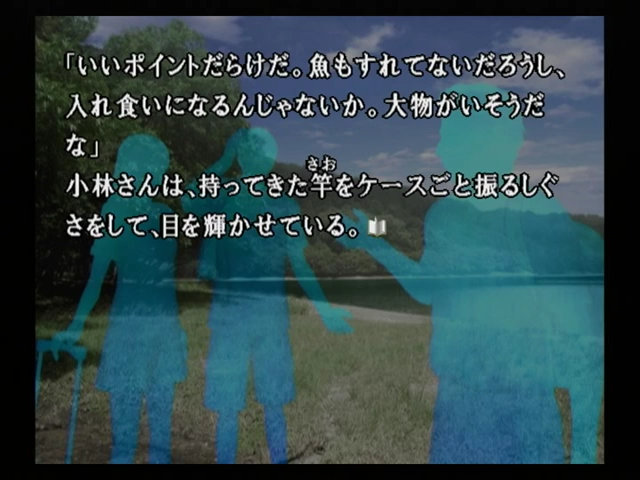 「いいポイントだらけだ。魚もすれてないだろうし、
入れ食いになるんじゃないか。大物がいそうだ
な」
さお
小林さんは、持ってきた竿をケースごと振るしぐ
さをして、目を輝かせている。